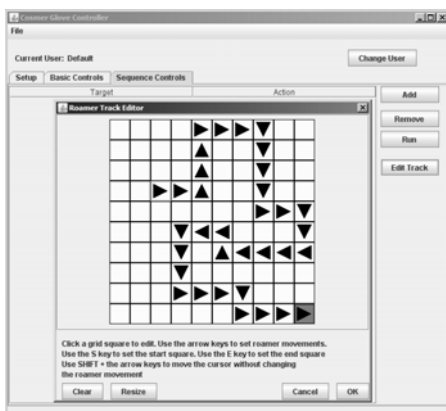 Roamer Glove Controller
File
Current User: Default
Change User
Setup
Basic Controls
Sequence Controls
Target
Action
Add
Remove
Run
Edit Track
Roamer Track Editor
Click a grid square to edit. Use the arrow keys to set roamer movements.
Use the S key to set the start square. Use the E key to set the end square
Use SHIFT + the arrow keys to move the cursor without changing
the roamer movement
Clear
Resize
Cancel
OK